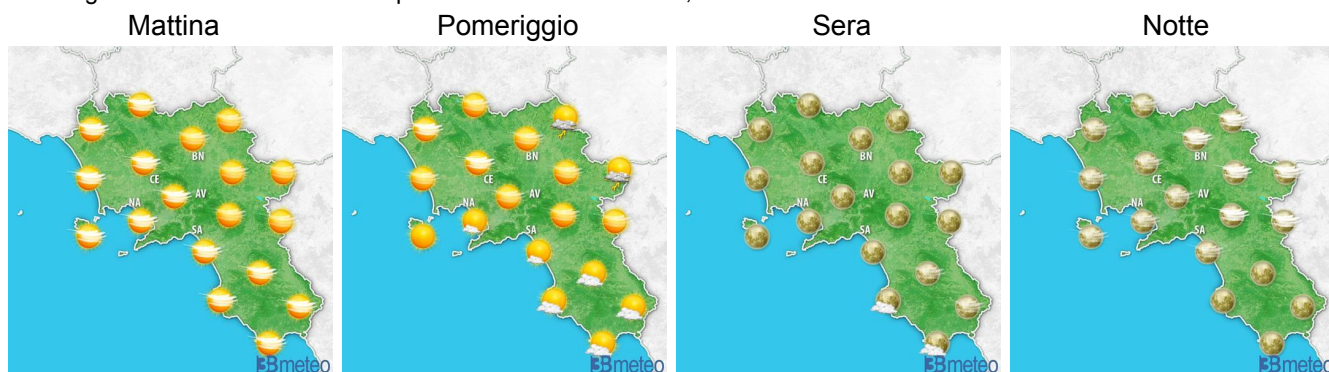 Mattina Pomeriggio Sera Notte
BN
CE
AV
NA
SA
3Bmeteo
BN
CE
AV
NA
SA
3Bmeteo
BN
CE
AV
NA
SA
3Bmeteo
BN
CE
AV
NA
SA
3Bmeteo